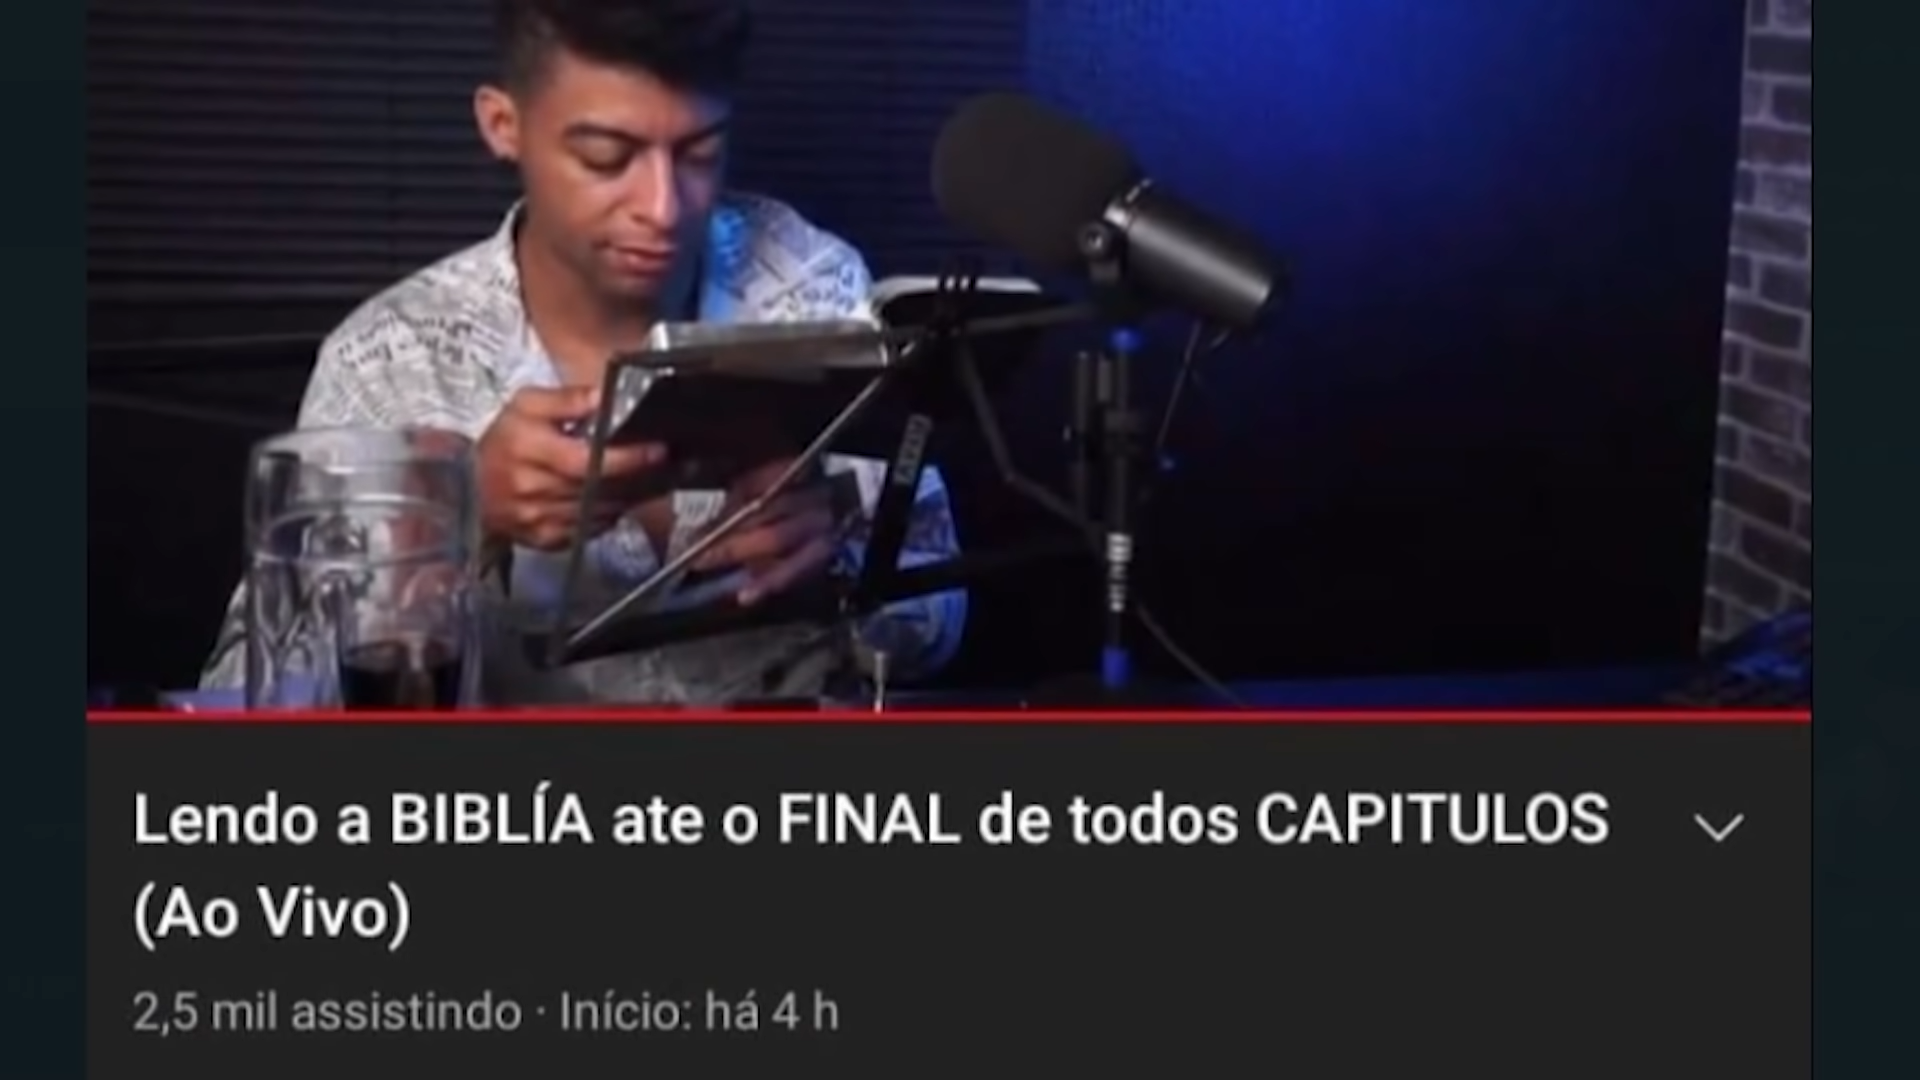 Lendo a BIBLÍA ate o FINAL de todos CAPITULOS
(Ao Vivo)
2,5 mil assistindo · Início: há 4 h